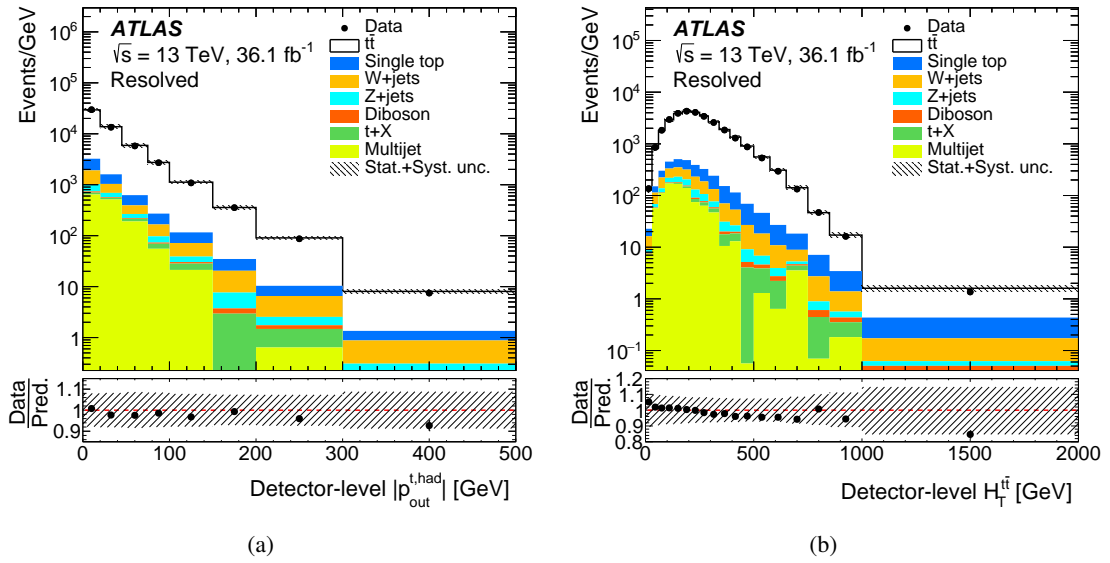 ATLAS
√s = 13 TeV, 36.1 fb⁻¹
Resolved
Data
tt̄
Single top
W+jets
Z+jets
Diboson
t+X
Multijet
Stat.+Syst. unc.
Events/GeV
10⁶
10⁵
10⁴
10³
10²
10
1
Data
Pred.
1.1
1
0.9
0 100 200 300 400 500
Detector-level |p_out^t,had| [GeV]
(a)
ATLAS
√s = 13 TeV, 36.1 fb⁻¹
Resolved
Data
tt̄
Single top
W+jets
Z+jets
Diboson
t+X
Multijet
Stat.+Syst. unc.
Events/GeV
10⁵
10⁴
10³
10²
10
1
10⁻¹
Data
Pred.
1.2
1.1
1
0.9
0.8
0 500 1000 1500 2000
Detector-level H_T^tt̄ [GeV]
(b)